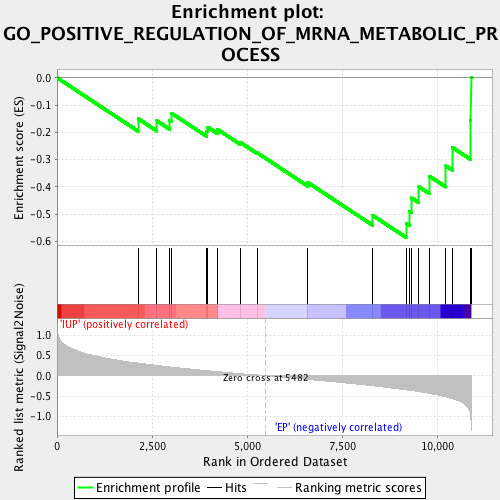 Enrichment plot:
GO_POSITIVE_REGULATION_OF_MRNA_METABOLIC_PR
OCESS
Enrichment score (ES)
0.0
-0.1
-0.2
-0.3
-0.4
-0.5
-0.6
'IUP' (positively correlated)
Ranked list metric (Signal2Noise)
1.0
0.5
0.0
-0.5
-1.0
Zero cross at 5482
'EP' (negatively correlated)
0
2,500
5,000
7,500
10,000
Rank in Ordered Dataset
Enrichment profile
Hits
Ranking metric scores